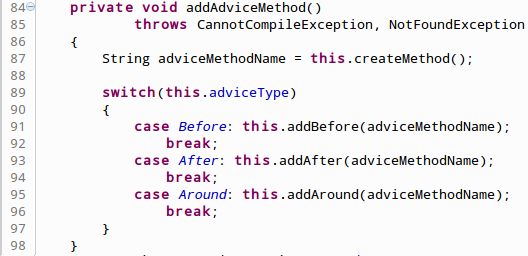 84 private void addAdviceMethod()
85         throws CannotCompileException, NotFoundException
86 {
87     String adviceMethodName = this.createMethod();
88
89     switch(this.adviceType)
90     {
91         case Before: this.addBefore(adviceMethodName);
92             break;
93         case After: this.addAfter(adviceMethodName);
94             break;
95         case Around: this.addAround(adviceMethodName);
96             break;
97     }
98 }